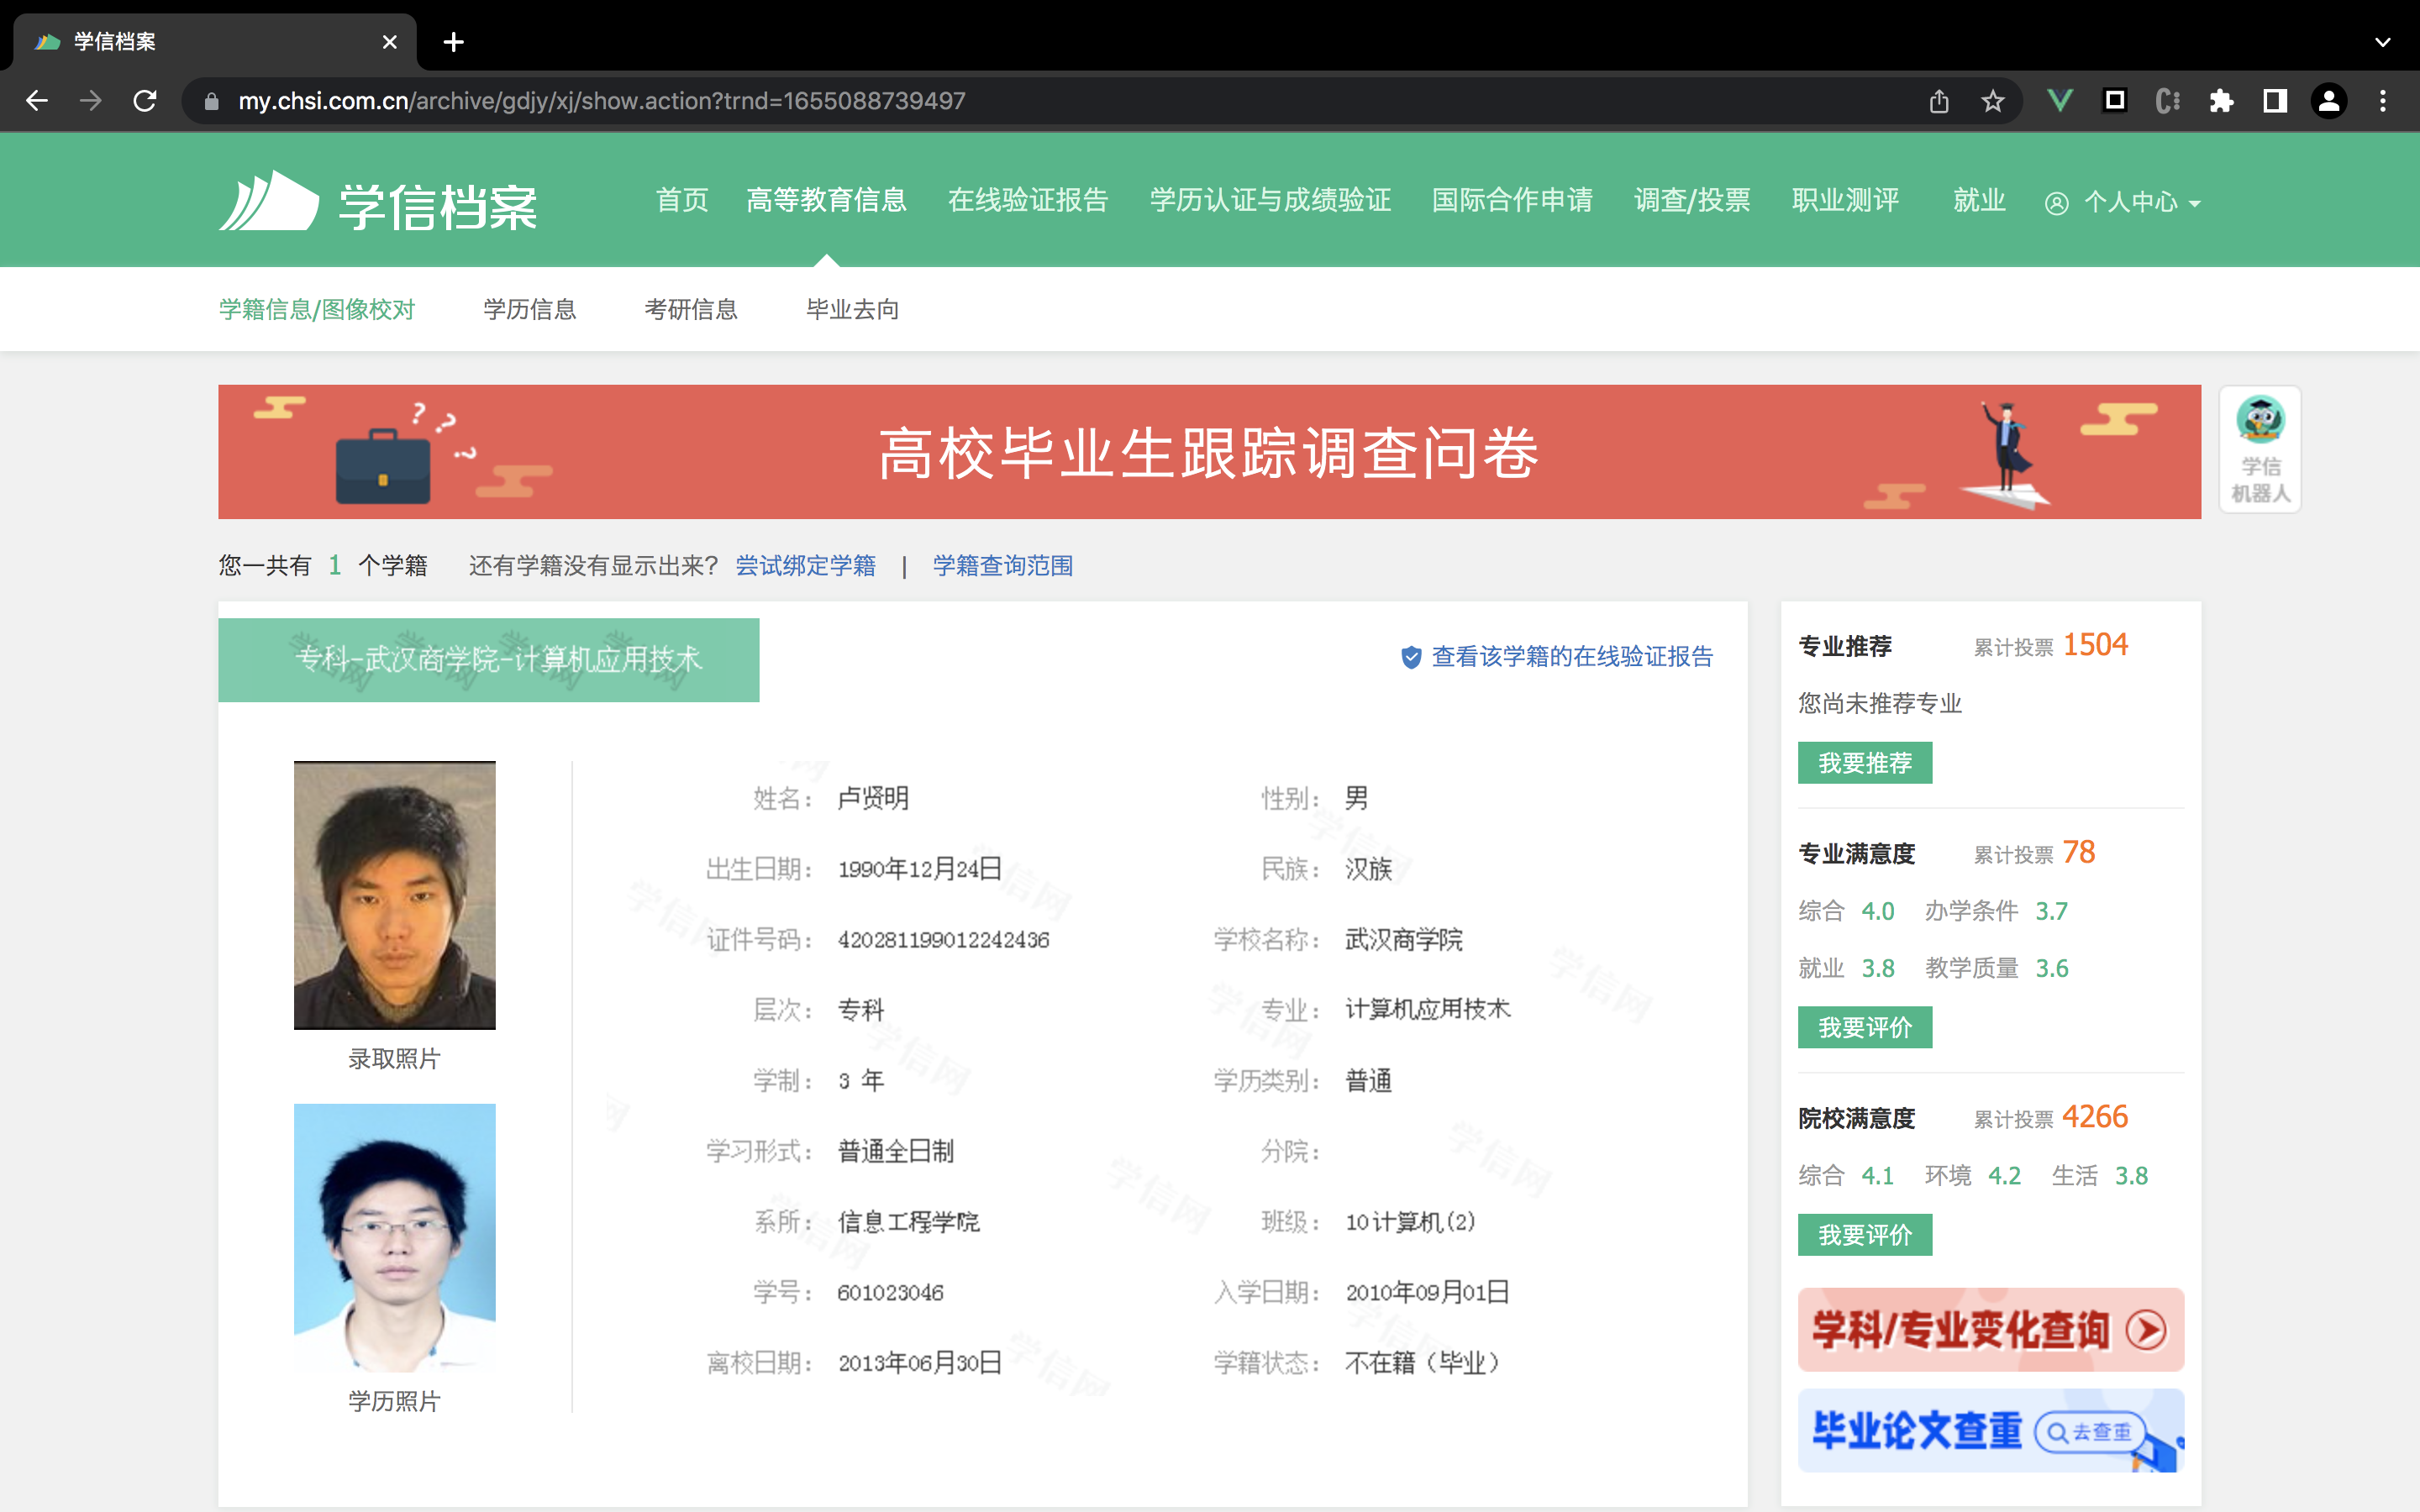 学信档案
my.chsi.com.cn/archive/gdjy/xj/show.action?trnd=1655088739497
学信档案 首页 高等教育信息 在线验证报告 学历认证与成绩验证 国际合作申请 调查/投票 职业测评 就业 个人中心
学籍信息/图像校对 学历信息 考研信息 毕业去向
? ? ?
高校毕业生跟踪调查问卷
学信
机器人
您一共有 1 个学籍 还有学籍没有显示出来? 尝试绑定学籍 | 学籍查询范围
专科-武汉商学院-计算机应用技术
查看该学籍的在线验证报告
录取照片
学历照片
姓名: 卢贤明 性别: 男
出生日期: 1990年12月24日 民族: 汉族
证件号码: 420281199012242436 学校名称: 武汉商学院
层次: 专科 专业: 计算机应用技术
学制: 3 年 学历类别: 普通
学习形式: 普通全日制 分院:
系所: 信息工程学院 班级: 10计算机(2)
学号: 601023046 入学日期: 2010年09月01日
离校日期: 2013年06月30日 学籍状态: 不在籍（毕业）
学信网
专业推荐 累计投票 1504
您尚未推荐专业
我要推荐
专业满意度 累计投票 78
综合 4.0 办学条件 3.7
就业 3.8 教学质量 3.6
我要评价
院校满意度 累计投票 4266
综合 4.1 环境 4.2 生活 3.8
我要评价
学科/专业变化查询
毕业论文查重 去查重